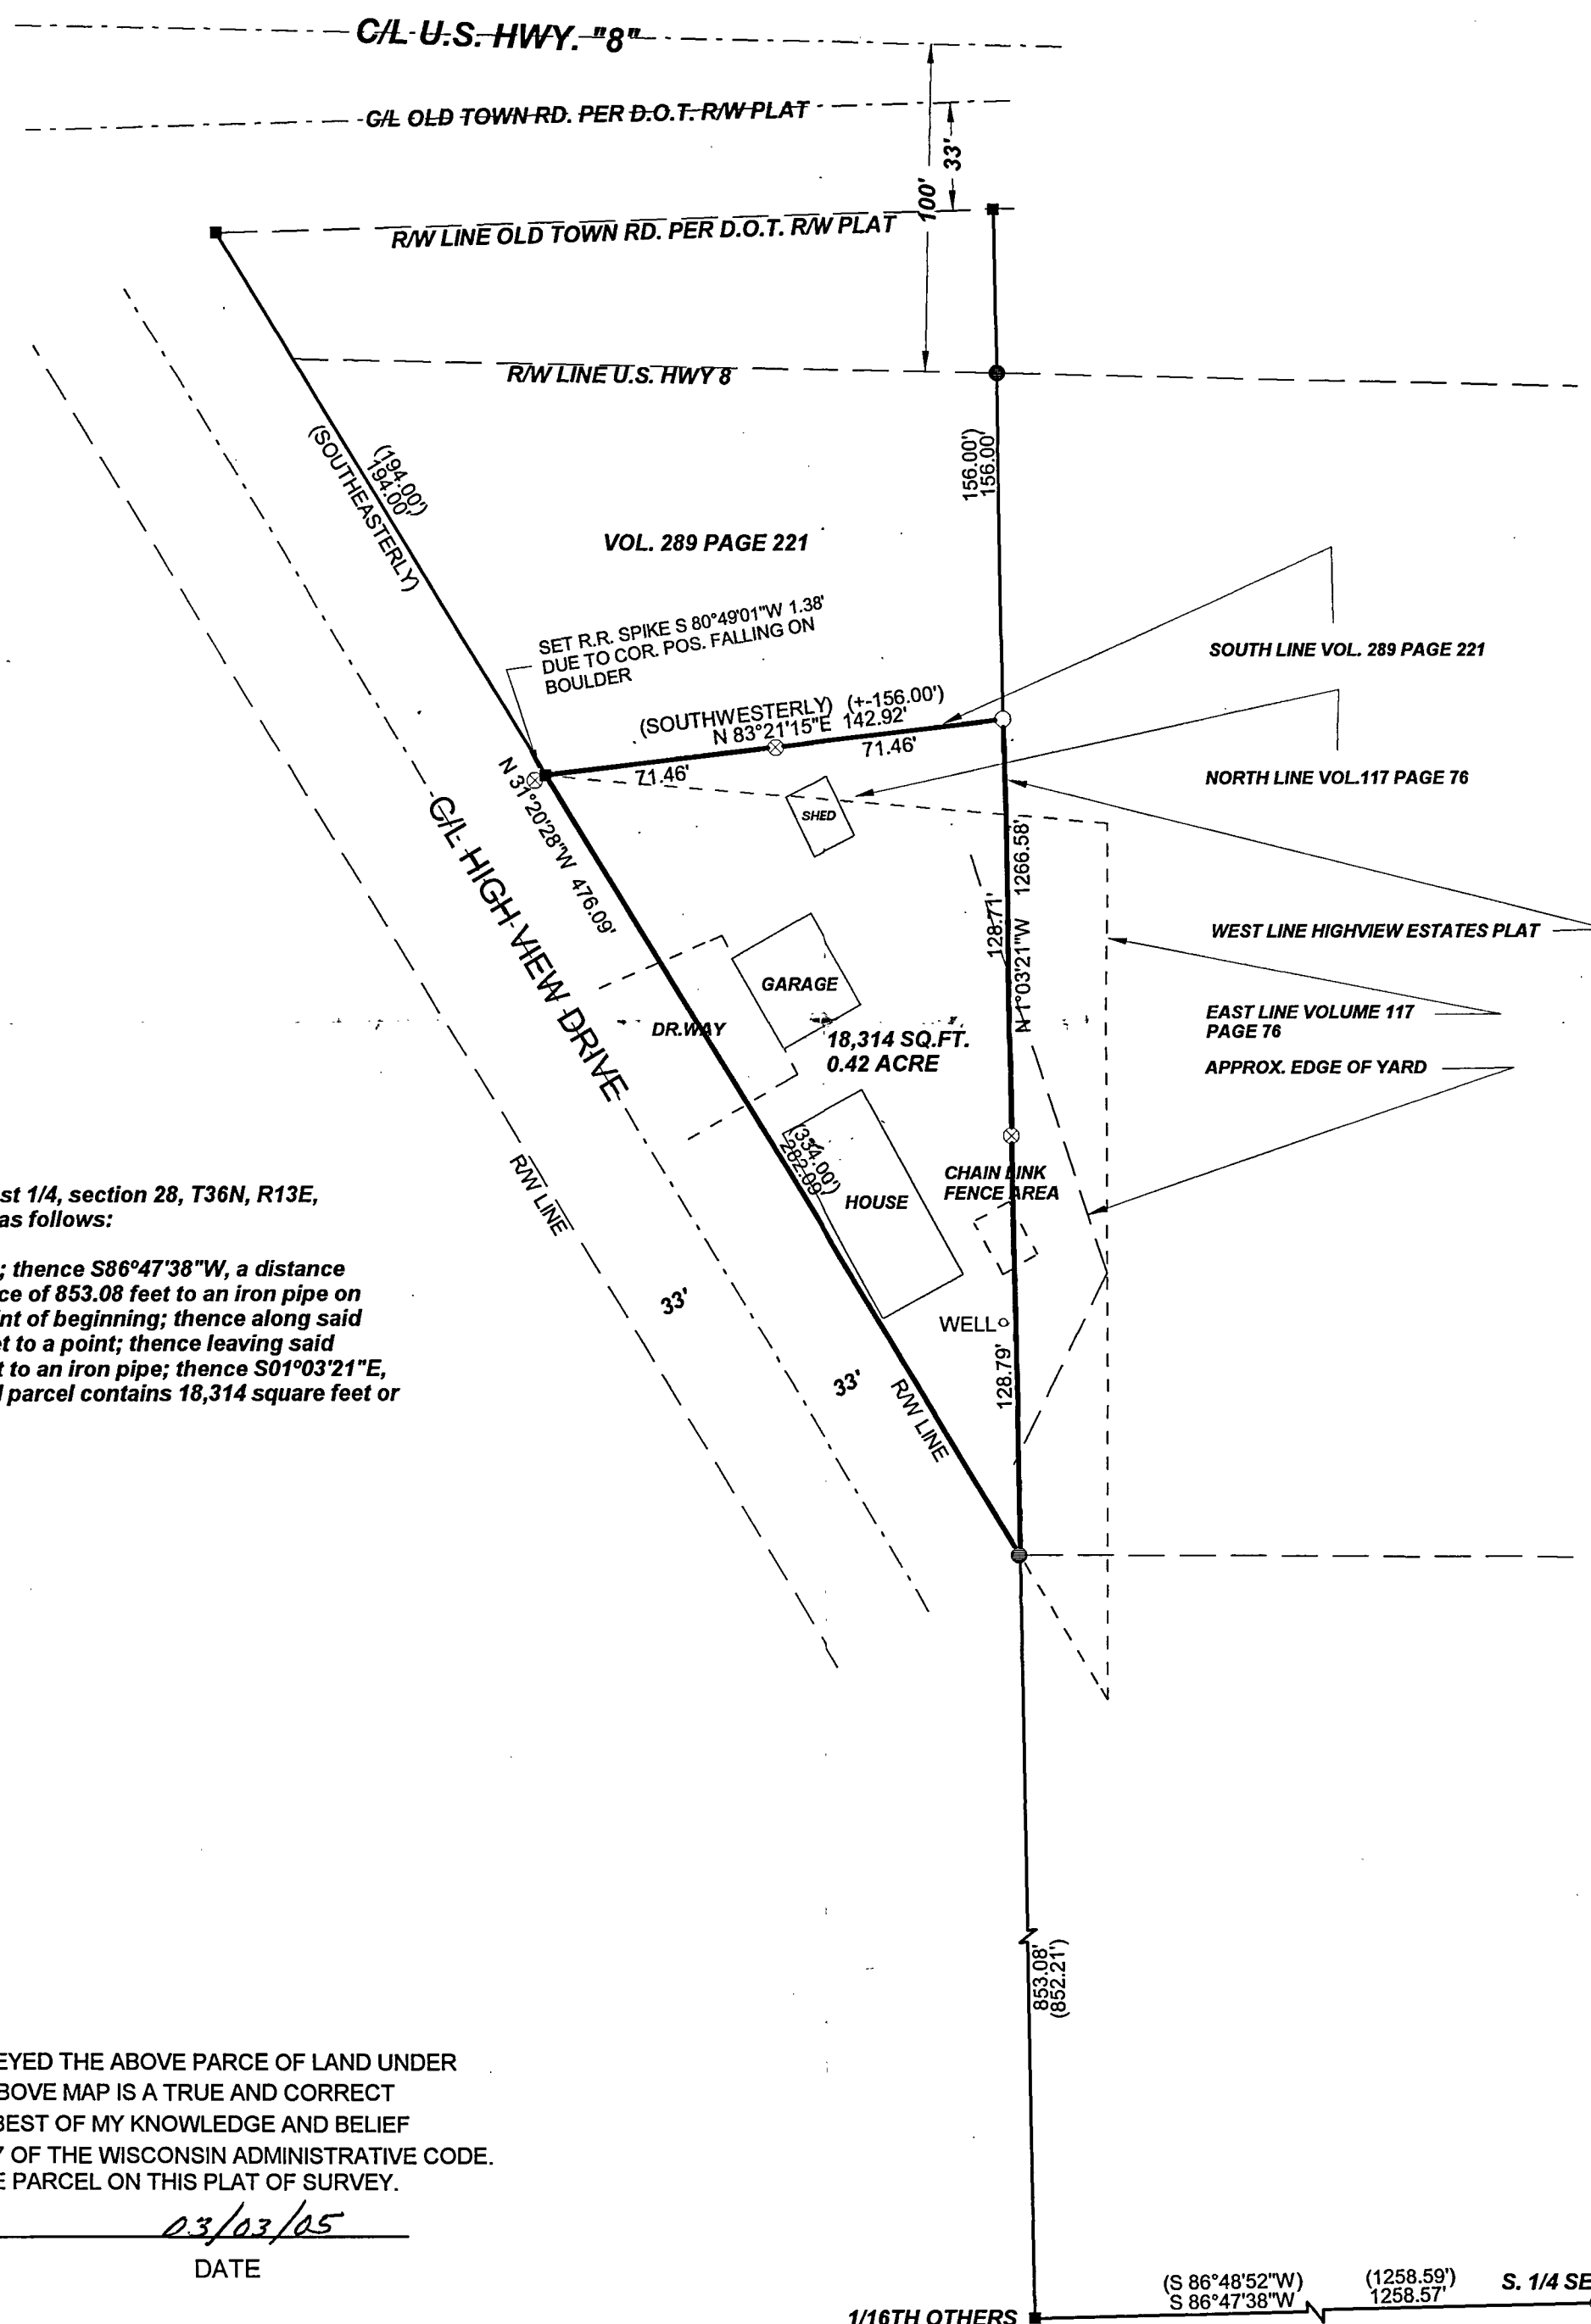 C/L U.S. HWY. "8"
C/L OLD TOWN RD. PER D.O.T. R/W PLAT
100'
33'
R/W LINE OLD TOWN RD. PER D.O.T. R/W PLAT
R/W LINE U.S. HWY 8
(194.00')
194.00'
(SOUTHEASTERLY)
156.00')
156.00'
VOL. 289 PAGE 221
SET R.R. SPIKE S 80°49'01"W 1.38'
DUE TO COR. POS. FALLING ON
BOULDER
SOUTH LINE VOL. 289 PAGE 221
(SOUTHWESTERLY) (+-156.00')
N 83°21'15"E 142.92'
71.46'
71.46'
NORTH LINE VOL.117 PAGE 76
N 31°20'28"W 476.09'
SHED
C/L HIGH VIEW DRIVE
128.71'
N 1°03'21"W 1266.58'
WEST LINE HIGHVIEW ESTATES PLAT
GARAGE
DR.WAY
18,314 SQ.FT.
0.42 ACRE
EAST LINE VOLUME 117
PAGE 76
APPROX. EDGE OF YARD
(334.00')
282.09'
HOUSE
CHAIN LINK
FENCE AREA
R/W LINE
st 1/4, section 28, T36N, R13E,
as follows:
; thence S86º47'38"W, a distance
ce of 853.08 feet to an iron pipe on
nt of beginning; thence along said
et to a point; thence leaving said
t to an iron pipe; thence S01º03'21"E,
l parcel contains 18,314 square feet or
33'
33'
WELL
128.79'
R/W LINE
853.08'
(852.21')
EYED THE ABOVE PARCE OF LAND UNDER
BOVE MAP IS A TRUE AND CORRECT
BEST OF MY KNOWLEDGE AND BELIEF
7 OF THE WISCONSIN ADMINISTRATIVE CODE.
E PARCEL ON THIS PLAT OF SURVEY.
03/03/05
DATE
(S 86°48'52"W) (1258.59') S. 1/4 SE
S 86°47'38"W 1258.57'
1/16TH OTHERS